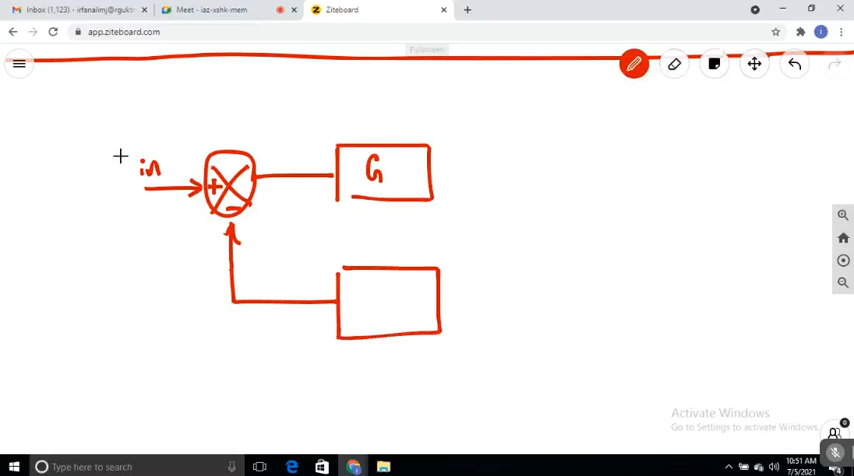 Inbox (1,123) - irfanalimj@rgukt
Meet - iaz-xshk-mem
Ziteboard
app.ziteboard.com
Fullscreen
in
G
+
-
Activate Windows
Go to Settings to activate Windows.
Type here to search
10:51 AM
7/5/2021